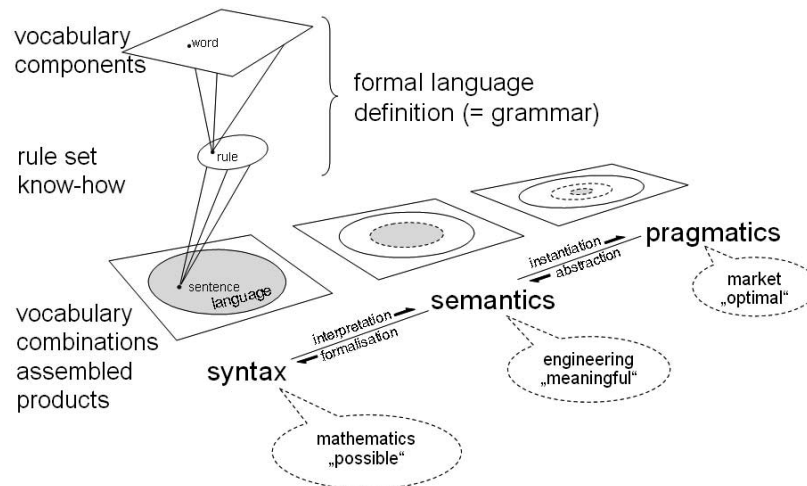 vocabulary
components
word
formal language
definition (= grammar)
rule set
know-how
rule
sentence
language
vocabulary
combinations
assembled
products
syntax
interpretation
formalisation
semantics
instantiation
abstraction
pragmatics
mathematics
„possible“
engineering
„meaningful“
market
„optimal“